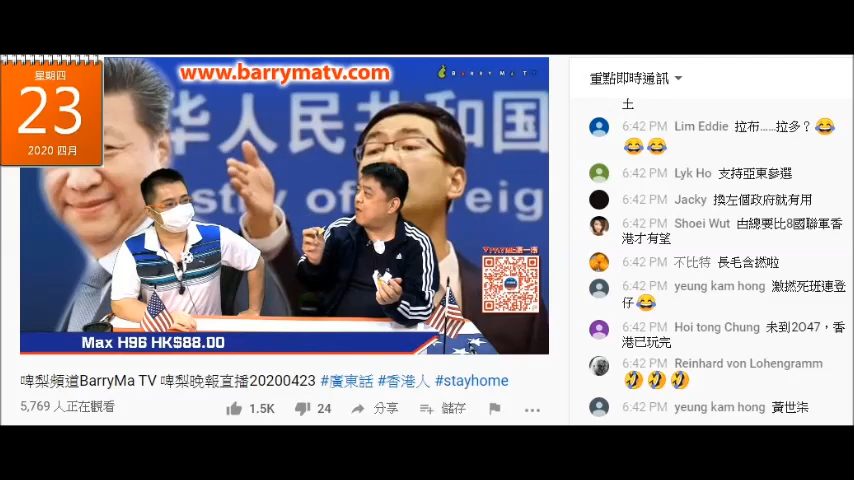 www.barrymatv.com
BARRYMATV
星期四
23
2020 四月
華人民共和國
stry of
reig
Max H96 HK$88.00
啤梨頻道BarryMa TV 啤梨晚報直播20200423 #廣東話 #香港人 #stayhome
5,769 人正在觀看
1.5K
24
分享
儲存
重點即時通訊
土
6:42 PM Lim Eddie 拉布......拉多？😂
😂😂
6:42 PM Lyk Ho 支持亞東參選
6:42 PM Jacky 換左個政府就有用
6:42 PM Shoei Wut 由總要比8國聯軍香
港才有望
6:42 PM 不比特 長毛含撚啦
6:42 PM yeung kam hong 激撚死班連登
仔😂
6:42 PM Hoi tong Chung 未到2047，香
港已玩完
6:42 PM Reinhard von Lohengramm
🤣🤣🤣
6:42 PM yeung kam hong 黃世柒